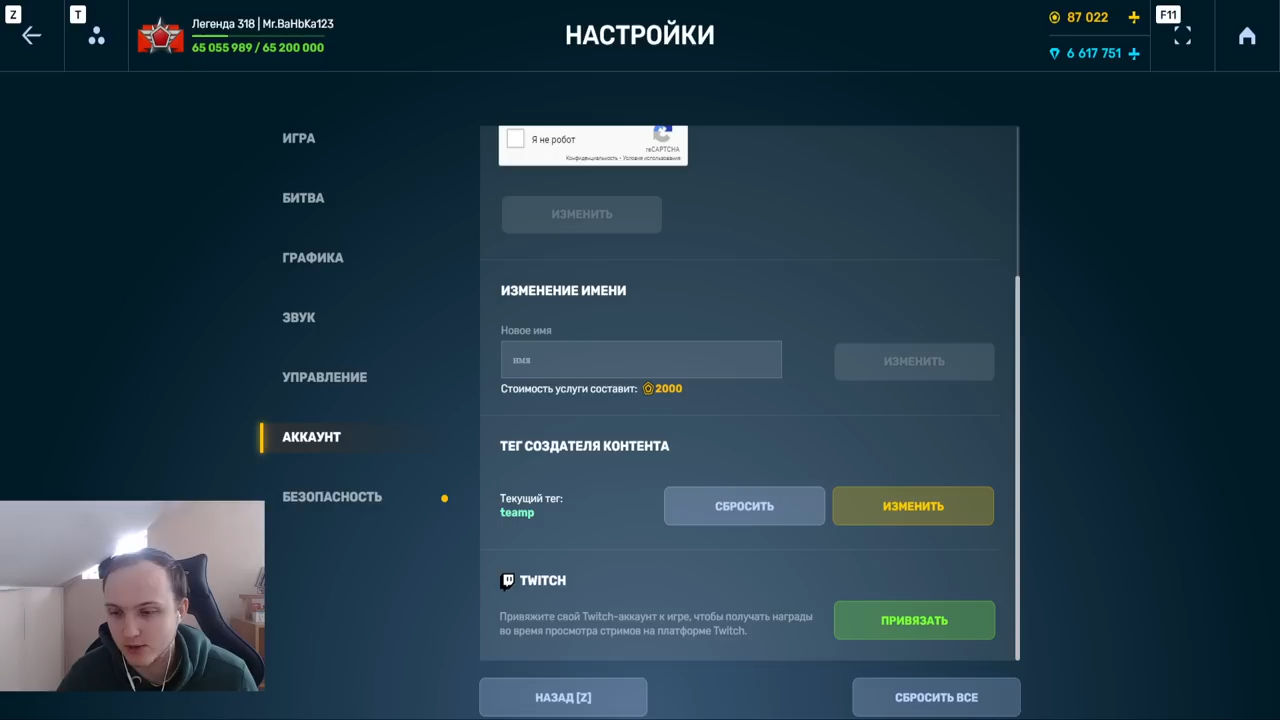 Z
T
Легенда 318 | Mr.BaHbKa123
65 055 989 / 65 200 000
НАСТРОЙКИ
87 022
6 617 751
F11
ИГРА
БИТВА
ГРАФИКА
ЗВУК
УПРАВЛЕНИЕ
АККАУНТ
БЕЗОПАСНОСТЬ
Я не робот
reCAPTCHA
Конфиденциальность - Условия использования
ИЗМЕНИТЬ
ИЗМЕНЕНИЕ ИМЕНИ
Новое имя
имя
ИЗМЕНИТЬ
Стоимость услуги составит: 2000
ТЕГ СОЗДАТЕЛЯ КОНТЕНТА
Текущий тег:
teamp
СБРОСИТЬ
ИЗМЕНИТЬ
TWITCH
Привяжите свой Twitch-аккаунт к игре, чтобы получать награды
во время просмотра стримов на платформе Twitch.
ПРИВЯЗАТЬ
НАЗАД [Z]
СБРОСИТЬ ВСЕ